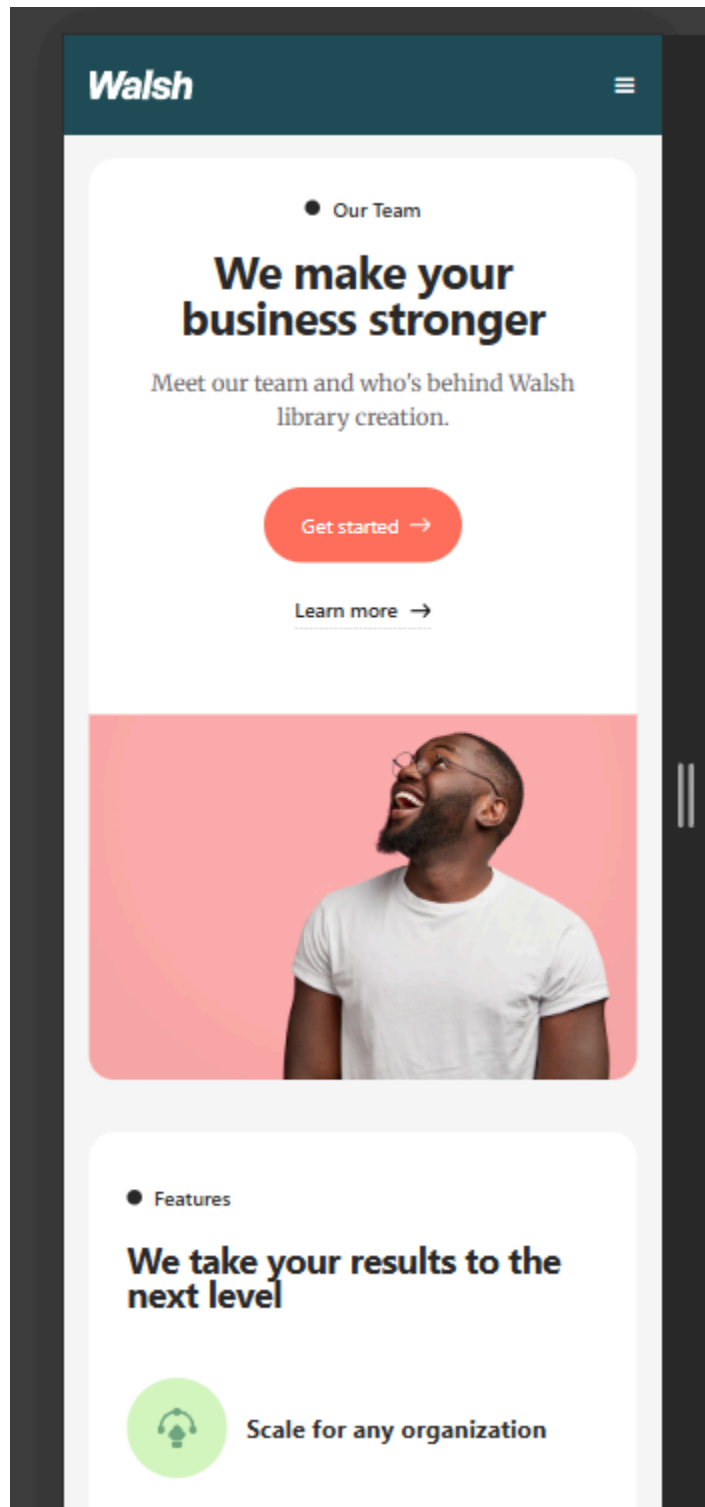 Walsh
Our Team
We make your
business stronger
Meet our team and who's behind Walsh
library creation.
Get started →
Learn more →
Features
We take your results to the
next level
Scale for any organization